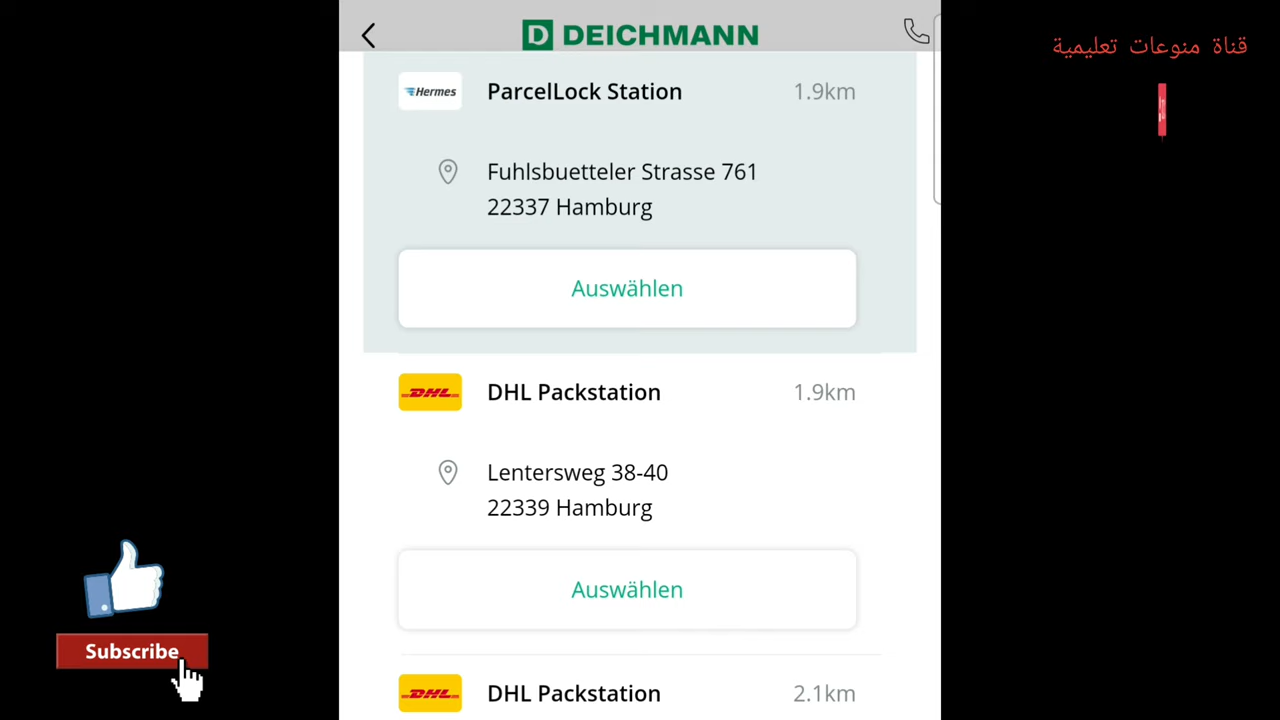 DEICHMANN
قناة منوعات تعليمية
Hermes
ParcelLock Station
1.9km
Fuhlsbuetteler Strasse 761
22337 Hamburg
Auswählen
DHL
DHL Packstation
1.9km
Lentersweg 38-40
22339 Hamburg
Auswählen
Subscribe
DHL
DHL Packstation
2.1km